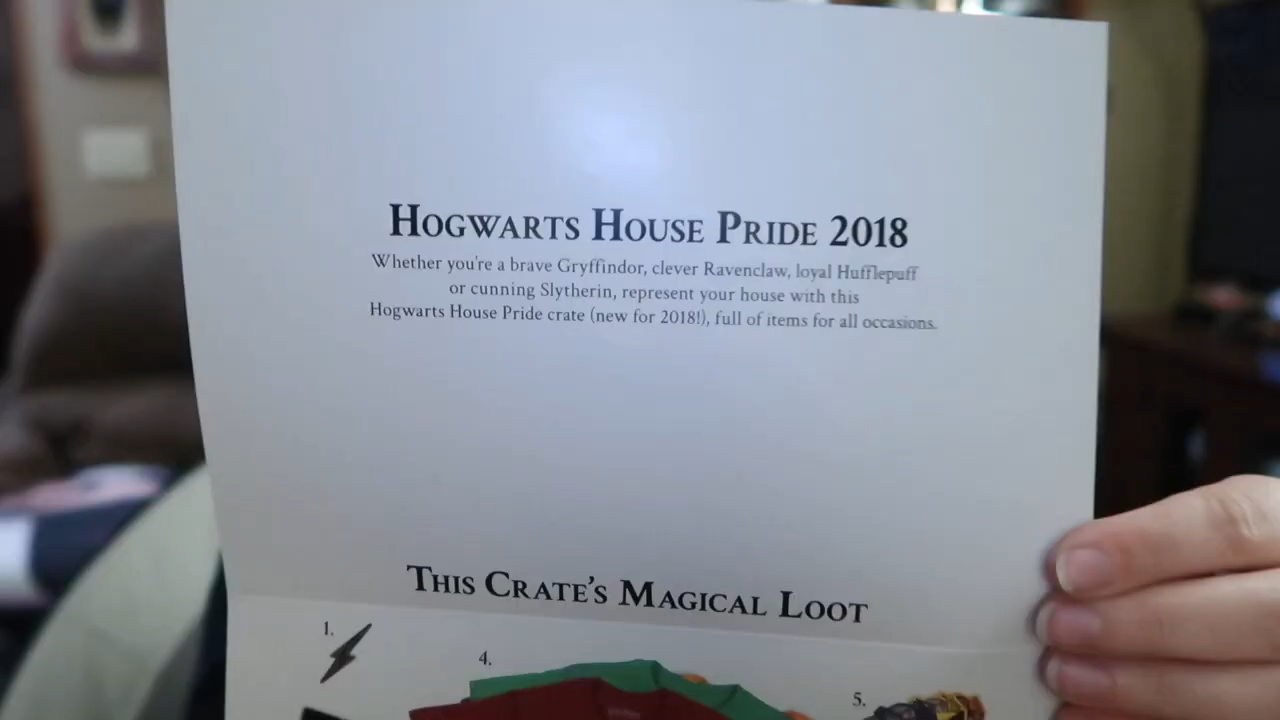 HOGWARTS HOUSE PRIDE 2018
Whether you're a brave Gryffindor, clever Ravenclaw, loyal Hufflepuff
or cunning Slytherin, represent your house with this
Hogwarts House Pride crate (new for 2018!), full of items for all occasions.
THIS CRATE'S MAGICAL LOOT
1.
4.
5.